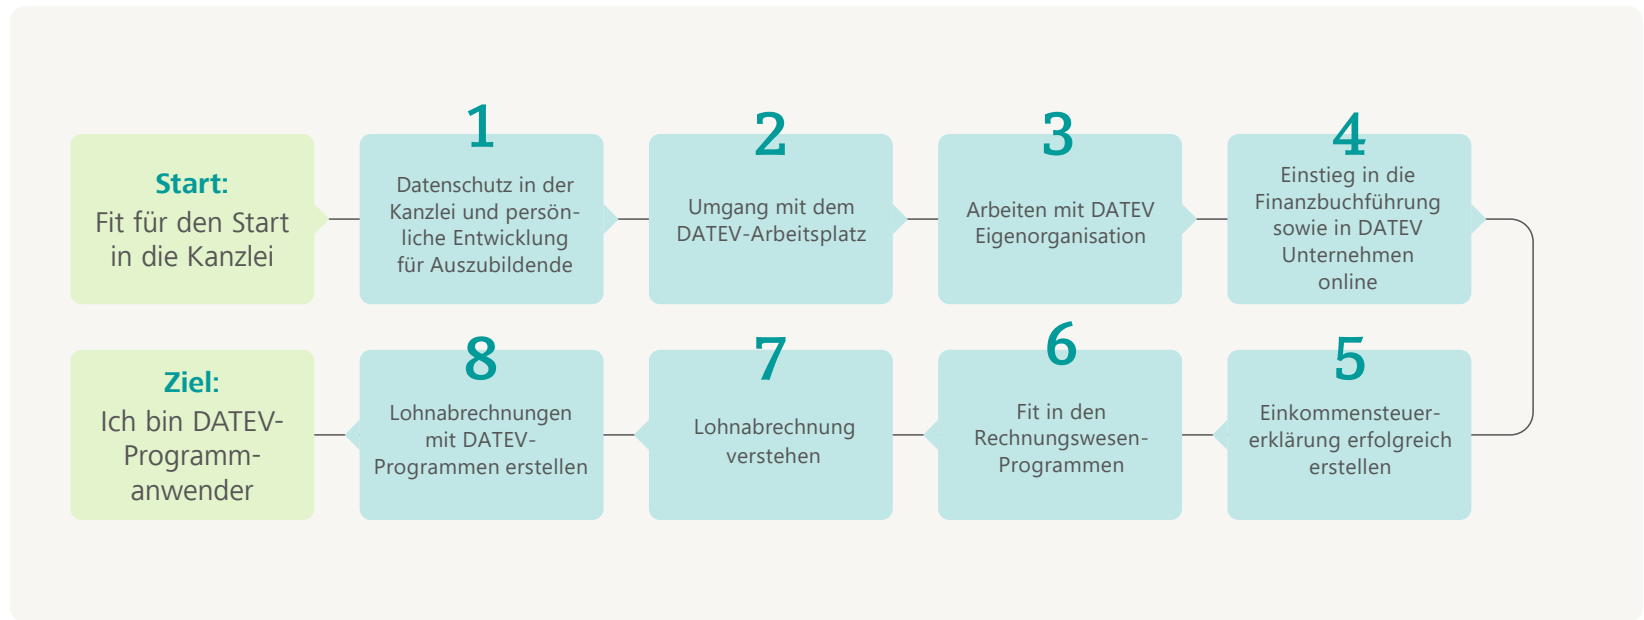 Start:
Fit für den Start
in die Kanzlei
1
Datenschutz in der
Kanzlei und persön-
liche Entwicklung
für Auszubildende
2
Umgang mit dem
DATEV-Arbeitsplatz
3
Arbeiten mit DATEV
Eigenorganisation
4
Einstieg in die
Finanzbuchführung
sowie in DATEV
Unternehmen
online
5
Einkommensteuer-
erklärung erfolgreich
erstellen
6
Fit in den
Rechnungswesen-
Programmen
7
Lohnabrechnung
verstehen
8
Lohnabrechnungen
mit DATEV-
Programmen erstellen
Ziel:
Ich bin DATEV-
Programm-
anwender